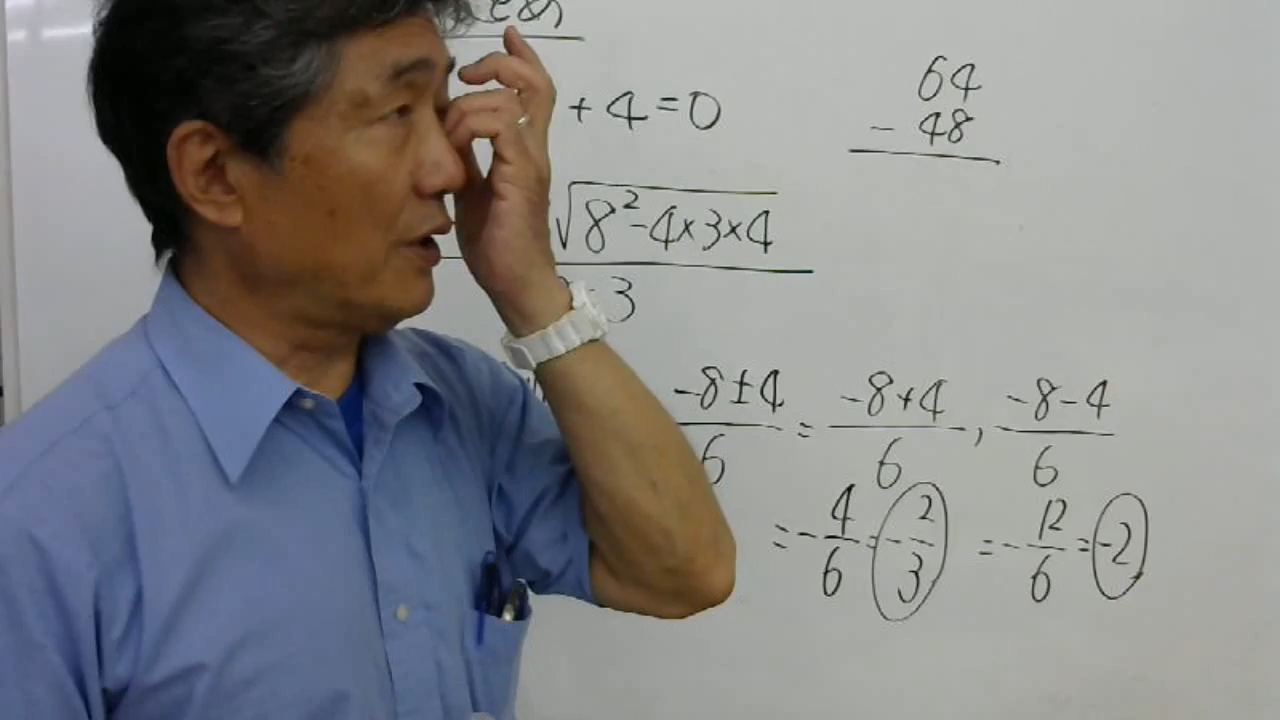 + 4 = 0
64
- 48
√8²-4×3×4
3
-8±4 / 6 = -8+4 / 6 , -8-4 / 6
= - 4/6 = - 2/3 = - 12/6 = -2